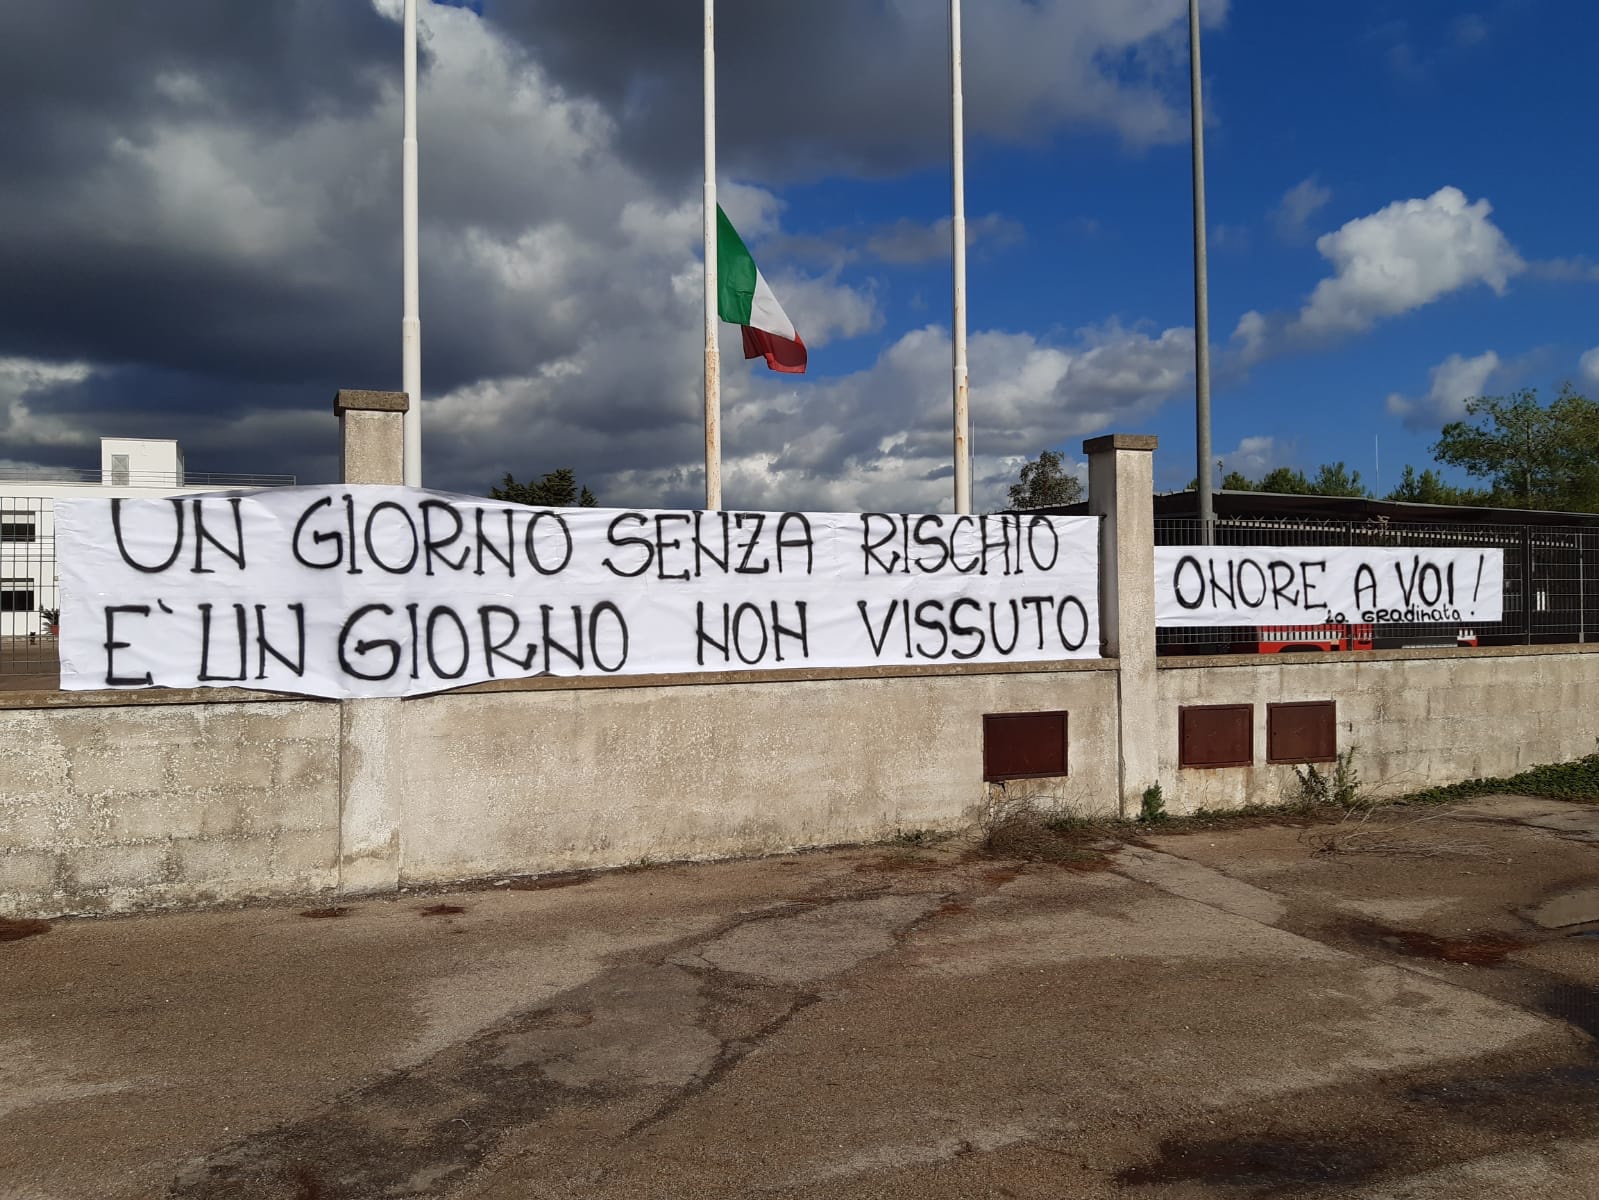 UN GIORNO SENZA RISCHIO
E' UN GIORNO NON VISSUTO
ONORE A VOI!
la GRadinata